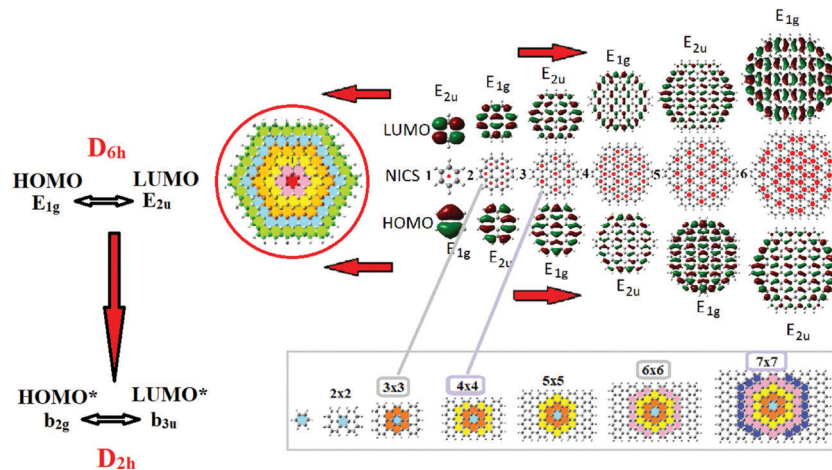 D6h
HOMO LUMO
E1g E2u
HOMO* LUMO*
b2g b3u
D2h
E2u E1g E2u E1g E2u E1g
LUMO
NICS 1 2 3 4 5 6
HOMO
E1g E2u E1g E2u E1g E2u
2x2 3x3 4x4 5x5 6x6 7x7